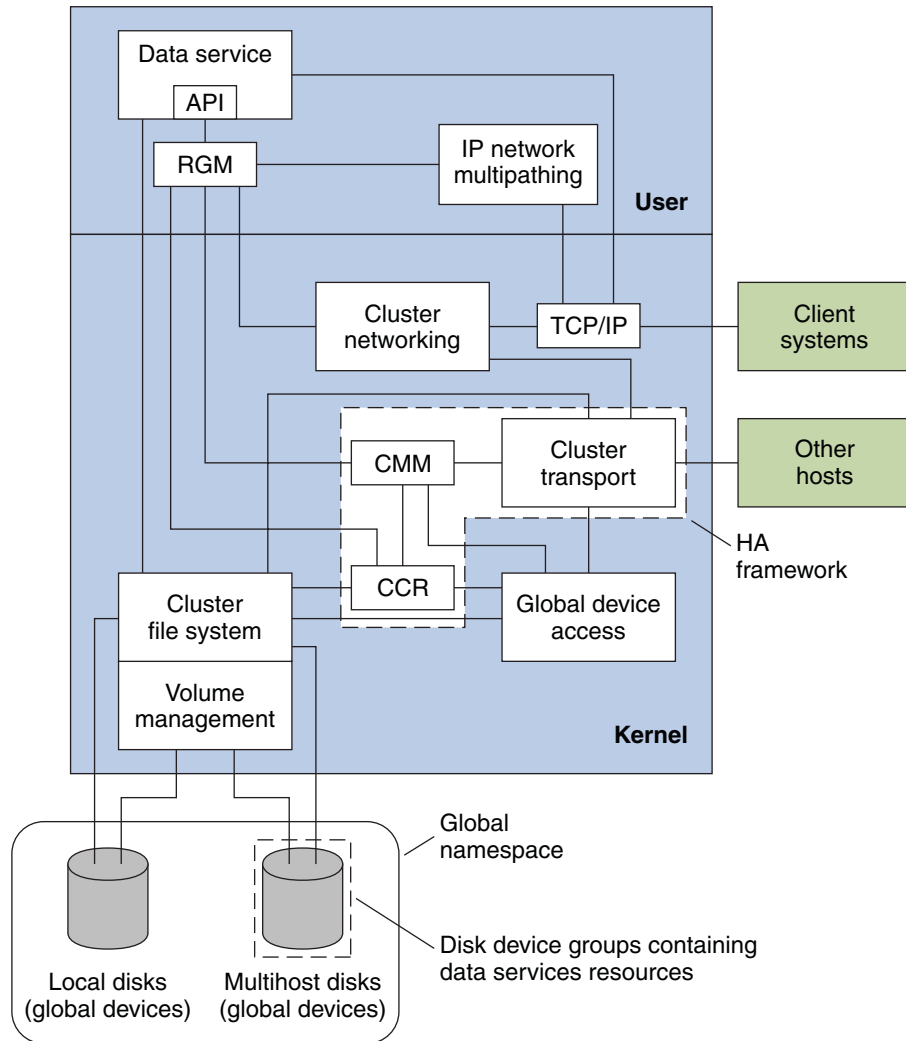 Data service
API
RGM
IP network
multipathing
User
Cluster
networking
TCP/IP
Client
systems
CMM
Cluster
transport
Other
hosts
HA
framework
CCR
Cluster
file system
Global device
access
Volume
management
Kernel
Global
namespace
Disk device groups containing
data services resources
Local disks
(global devices)
Multihost disks
(global devices)